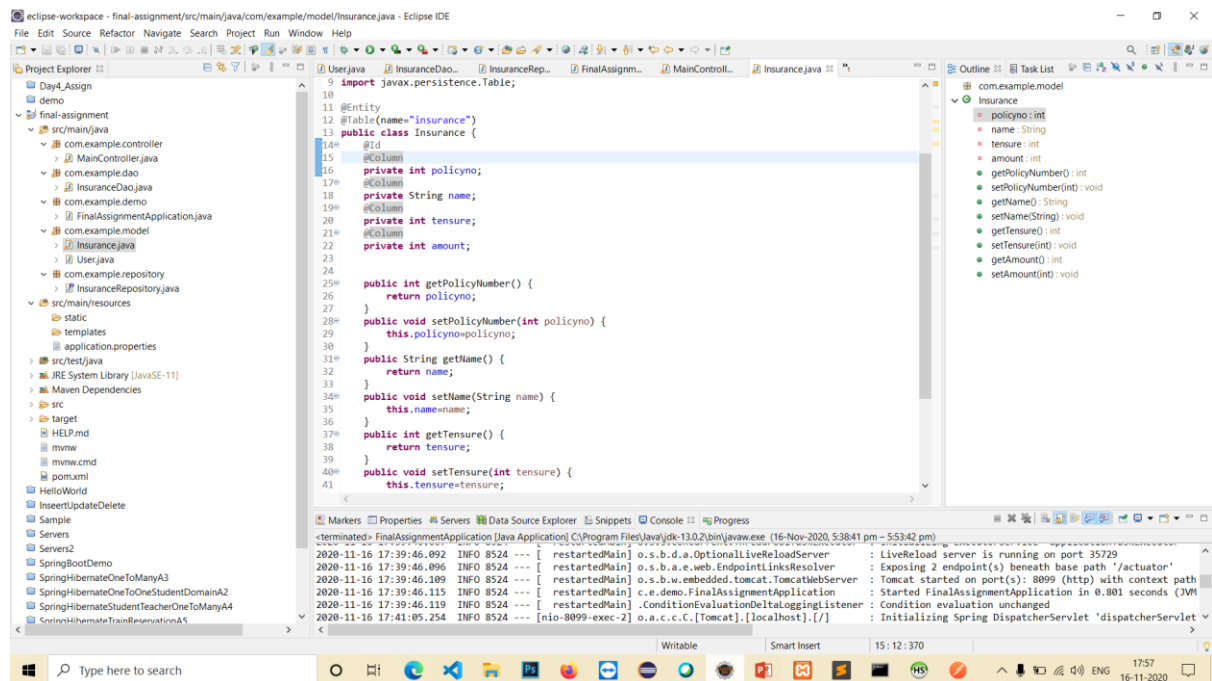 eclipse-workspace - final-assignment/src/main/java/com/example/model/Insurance.java - Eclipse IDE
File Edit Source Refactor Navigate Search Project Run Window Help
Project Explorer
Day4_Assign
demo
final-assignment
src/main/java
com.example.controller
MainController.java
com.example.dao
InsuranceDao.java
com.example.demo
FinalAssignmentApplication.java
com.example.model
Insurance.java
User.java
com.example.repository
InsuranceRepository.java
src/main/resources
static
templates
application.properties
src/test/java
JRE System Library [JavaSE-11]
Maven Dependencies
src
target
HELP.md
mvnw
mvnw.cmd
pom.xml
HelloWorld
InseertUpdateDelete
Sample
Servers
Servers2
SpringBootDemo
SpringHibernateOneToManyA3
SpringHibernateOneToOneStudentDomainA2
SpringHibernateStudentTeacherOneToManyA4
SpringHibernateTrainReservationA5
User.java InsuranceDao... InsuranceRep... FinalAssignm... MainControll... Insurance.java
9 import javax.persistence.Table;
10
11 @Entity
12 @Table(name="insurance")
13 public class Insurance {
14 @Id
15 @Column
16 private int policyno;
17 @Column
18 private String name;
19 @Column
20 private int tensure;
21 @Column
22 private int amount;
23
24
25 public int getPolicyNumber() {
26 return policyno;
27 }
28 public void setPolicyNumber(int policyno) {
29 this.policyno=policyno;
30 }
31 public String getName() {
32 return name;
33 }
34 public void setName(String name) {
35 this.name=name;
36 }
37 public int getTensure() {
38 return tensure;
39 }
40 public void setTensure(int tensure) {
41 this.tensure=tensure;
Outline Task List
com.example.model
Insurance
policyno : int
name : String
tensure : int
amount : int
getPolicyNumber() : int
setPolicyNumber(int) : void
getName() : String
setName(String) : void
getTensure() : int
setTensure(int) : void
getAmount() : int
setAmount(int) : void
Markers Properties Servers Data Source Explorer Snippets Console Progress
<terminated> FinalAssignmentApplication [Java Application] C:\Program Files\Java\jdk-13.0.2\bin\javaw.exe (16-Nov-2020, 5:38:41 pm – 5:53:42 pm)
2020-11-16 17:39:46.092 INFO 8524 --- [ restartedMain] o.s.b.d.a.OptionalLiveReloadServer : LiveReload server is running on port 35729
2020-11-16 17:39:46.096 INFO 8524 --- [ restartedMain] o.s.b.a.e.web.EndpointLinksResolver : Exposing 2 endpoint(s) beneath base path '/actuator'
2020-11-16 17:39:46.109 INFO 8524 --- [ restartedMain] o.s.b.w.embedded.tomcat.TomcatWebServer : Tomcat started on port(s): 8099 (http) with context path
2020-11-16 17:39:46.115 INFO 8524 --- [ restartedMain] c.e.demo.FinalAssignmentApplication : Started FinalAssignmentApplication in 0.801 seconds (JVM
2020-11-16 17:39:46.119 INFO 8524 --- [ restartedMain] .ConditionEvaluationDeltaLoggingListener : Condition evaluation unchanged
2020-11-16 17:41:05.254 INFO 8524 --- [nio-8099-exec-2] o.a.c.c.C.[Tomcat].[localhost].[/] : Initializing Spring DispatcherServlet 'dispatcherServlet
Writable Smart Insert 15 : 12 : 370
Type here to search
ENG 17:57
16-11-2020